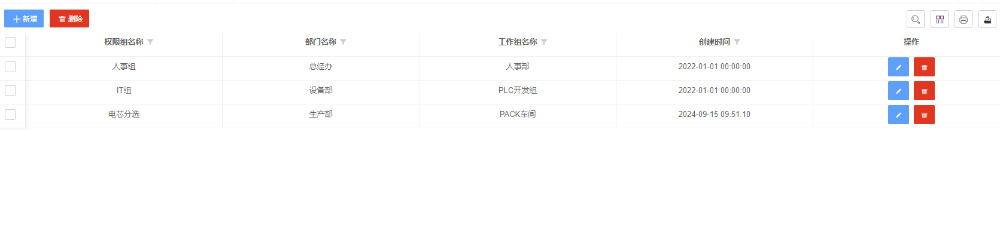 新增 删除
权限组名称 部门名称 工作组名称 创建时间 操作
人事组 总经办 人事部 2022-01-01 00:00:00
IT组 设备部 PLC开发组 2022-01-01 00:00:00
电芯分选 生产部 PACK车间 2024-09-15 09:51:10